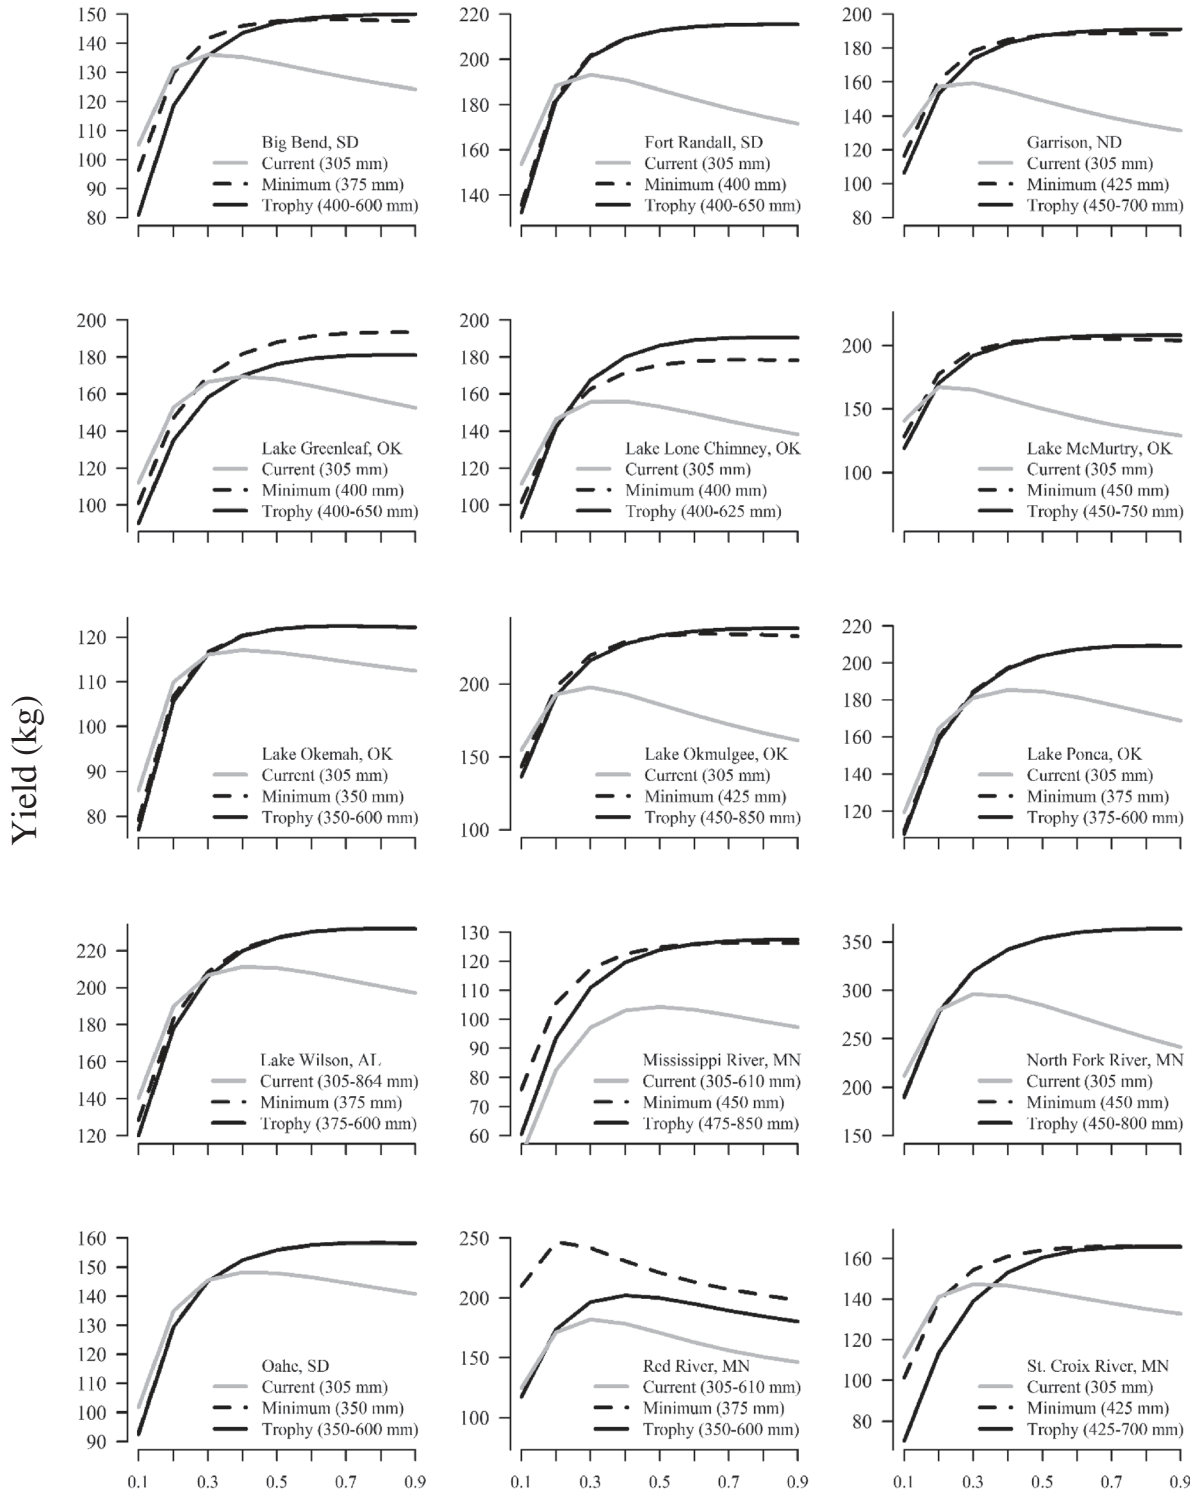 Yield (kg)
150
140
130
120
110
100
90
80
Big Bend, SD
Current (305 mm)
Minimum (375 mm)
Trophy (400-600 mm)
220
200
180
160
140
Fort Randall, SD
Current (305 mm)
Minimum (400 mm)
Trophy (400-650 mm)
200
180
160
140
120
100
80
Garrison, ND
Current (305 mm)
Minimum (425 mm)
Trophy (450-700 mm)
200
180
160
140
120
100
Lake Greenleaf, OK
Current (305 mm)
Minimum (400 mm)
Trophy (400-650 mm)
200
180
160
140
120
100
Lake Lone Chimney, OK
Current (305 mm)
Minimum (400 mm)
Trophy (400-625 mm)
200
150
100
Lake McMurtry, OK
Current (305 mm)
Minimum (450 mm)
Trophy (450-750 mm)
120
110
100
90
80
Lake Okemah, OK
Current (305 mm)
Minimum (350 mm)
Trophy (350-600 mm)
200
150
100
Lake Okmulgee, OK
Current (305 mm)
Minimum (425 mm)
Trophy (450-850 mm)
220
200
180
160
140
120
Lake Ponca, OK
Current (305 mm)
Minimum (375 mm)
Trophy (375-600 mm)
220
200
180
160
140
120
Lake Wilson, AL
Current (305-864 mm)
Minimum (375 mm)
Trophy (375-600 mm)
130
120
110
100
90
80
70
60
Mississippi River, MN
Current (305-610 mm)
Minimum (450 mm)
Trophy (475-850 mm)
350
300
250
200
150
North Fork River, MN
Current (305 mm)
Minimum (450 mm)
Trophy (450-800 mm)
160
150
140
130
120
110
100
90
Oahe, SD
Current (305 mm)
Minimum (350 mm)
Trophy (350-600 mm)
0.1 0.3 0.5 0.7 0.9
250
200
150
100
Red River, MN
Current (305-610 mm)
Minimum (375 mm)
Trophy (350-600 mm)
0.1 0.3 0.5 0.7 0.9
160
140
120
100
80
St. Croix River, MN
Current (305 mm)
Minimum (425 mm)
Trophy (425-700 mm)
0.1 0.3 0.5 0.7 0.9